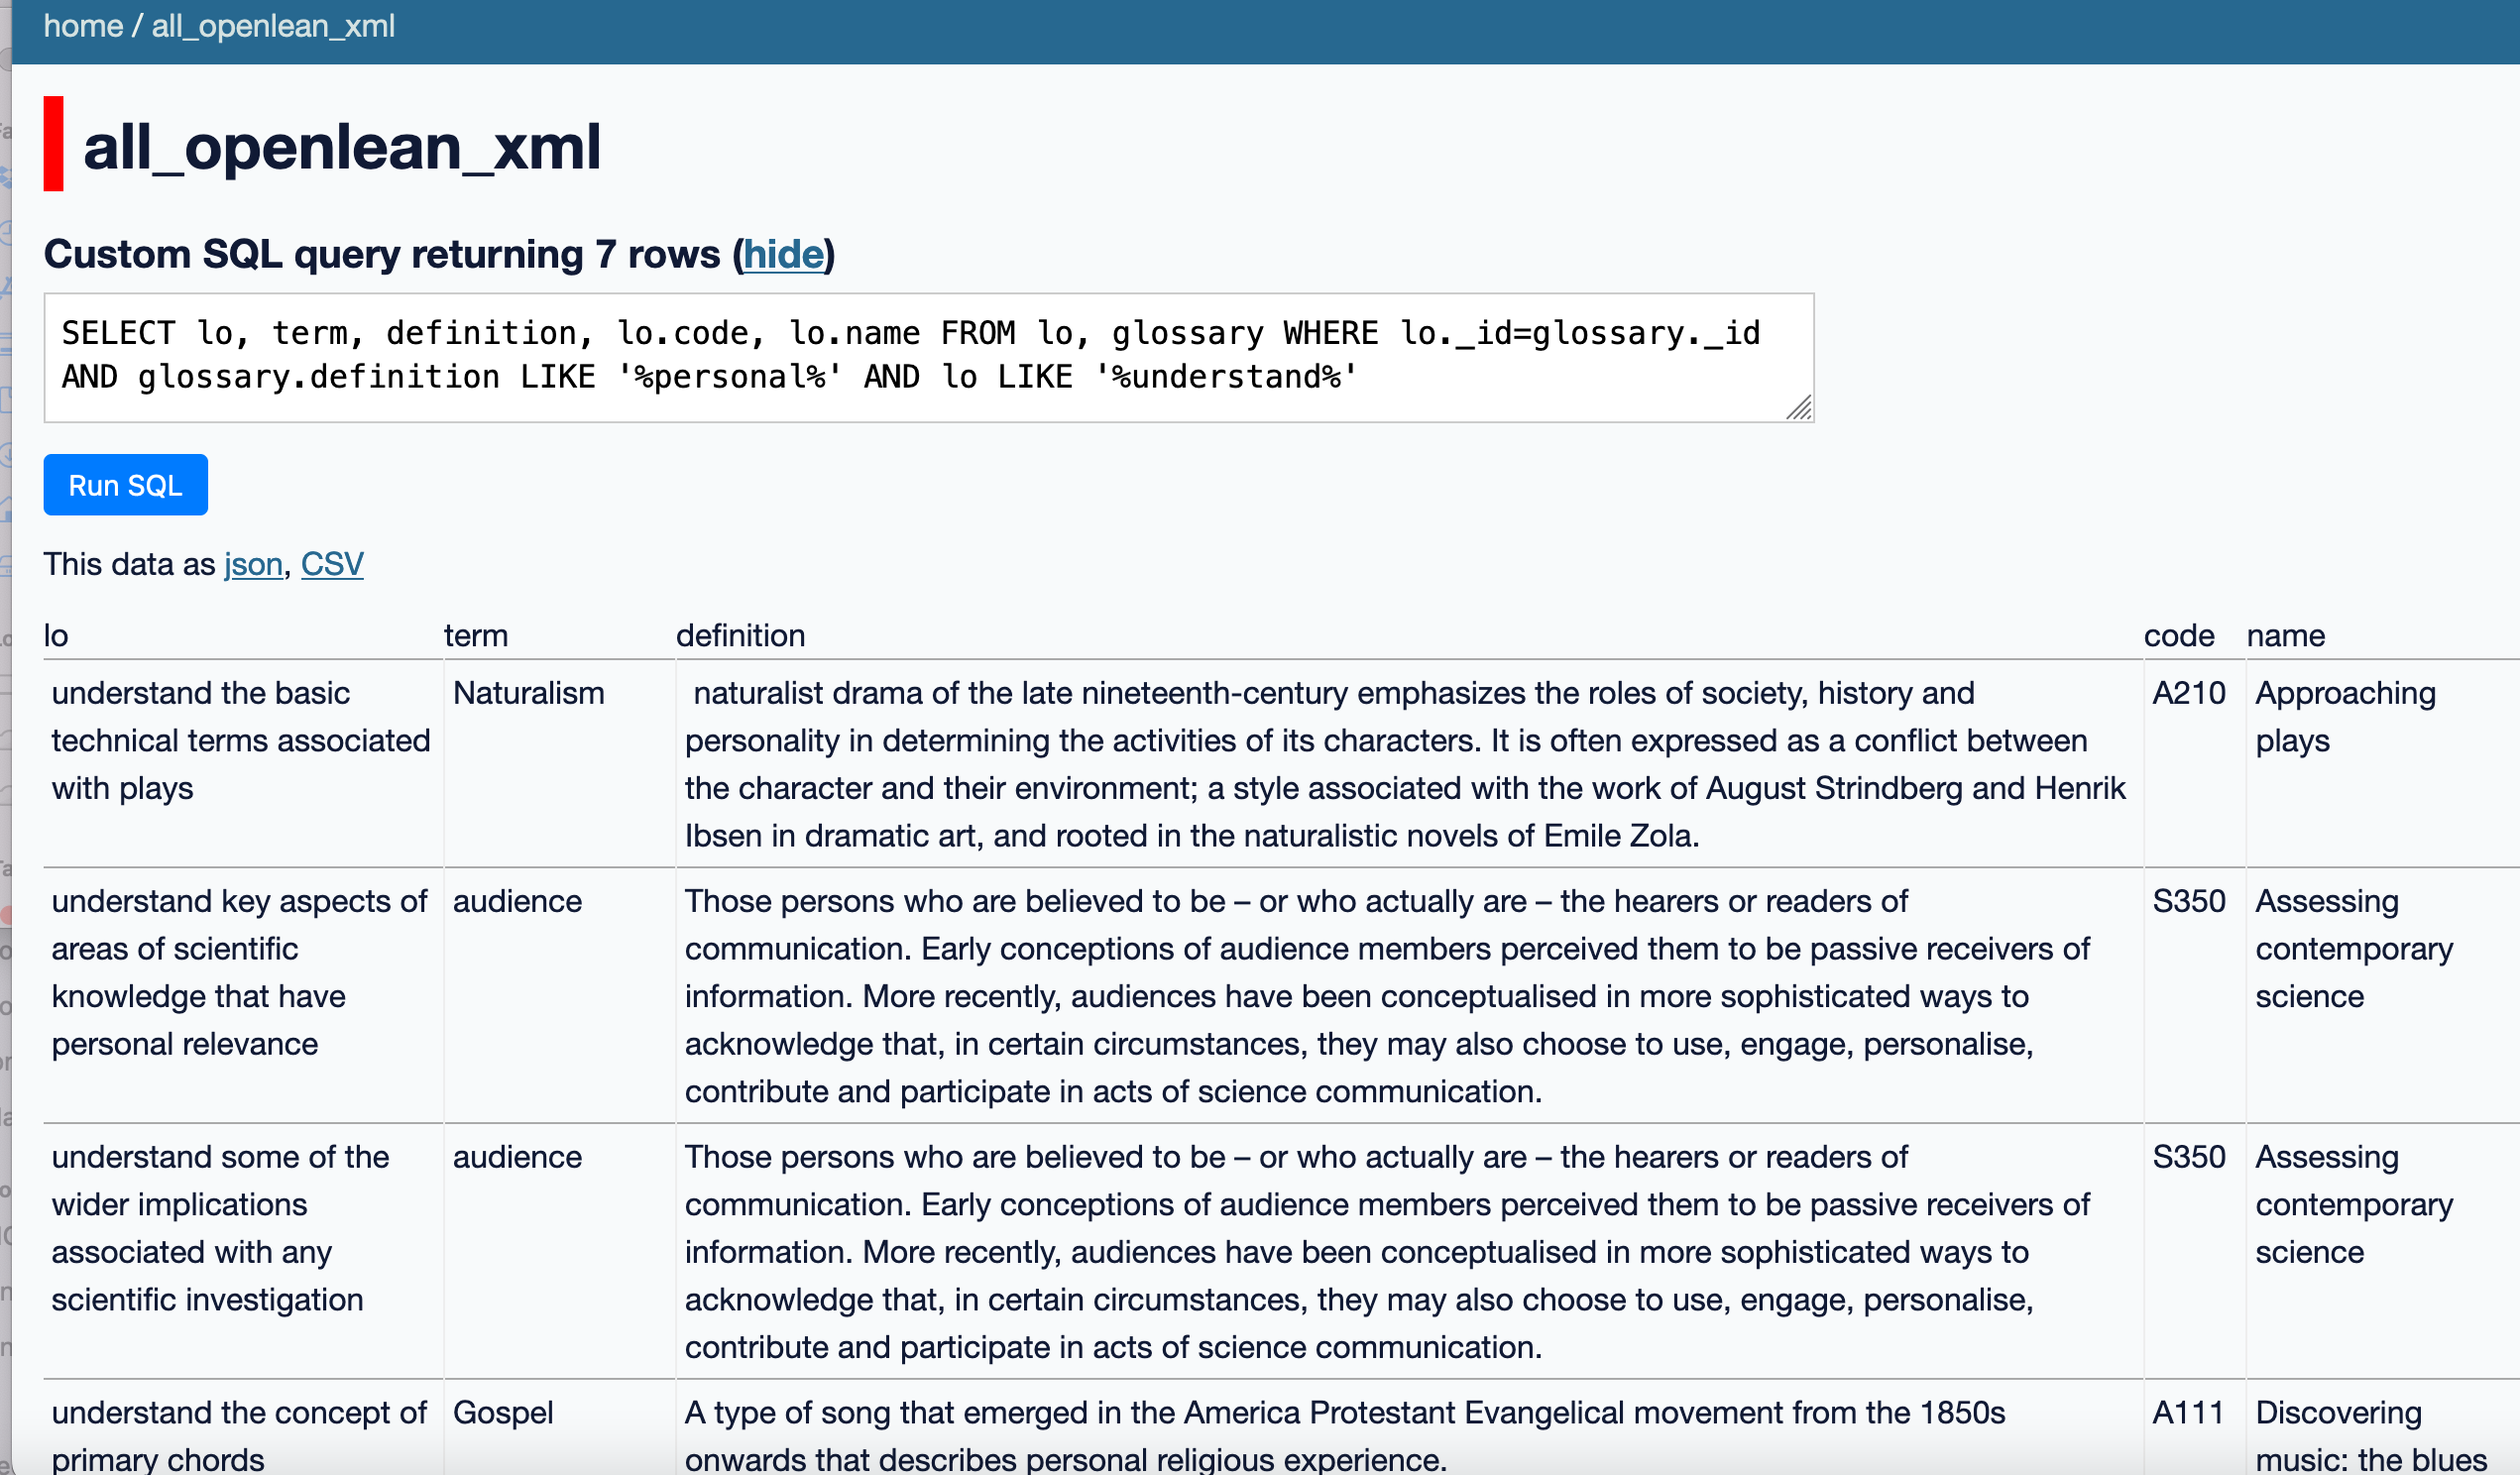 home / all_openlean_xml
all_openlean_xml
Custom SQL query returning 7 rows (hide)
SELECT lo, term, definition, lo.code, lo.name FROM lo, glossary WHERE lo._id=glossary._id
AND glossary.definition LIKE '%personal%' AND lo LIKE '%understand%'
Run SQL
This data as json, CSV
lo term definition code name
understand the basic Naturalism naturalist drama of the late nineteenth-century emphasizes the roles of society, history and A210 Approaching
technical terms associated personality in determining the activities of its characters. It is often expressed as a conflict between plays
with plays the character and their environment; a style associated with the work of August Strindberg and Henrik
Ibsen in dramatic art, and rooted in the naturalistic novels of Emile Zola.
understand key aspects of audience Those persons who are believed to be – or who actually are – the hearers or readers of S350 Assessing
areas of scientific communication. Early conceptions of audience members perceived them to be passive receivers of contemporary
knowledge that have information. More recently, audiences have been conceptualised in more sophisticated ways to science
personal relevance acknowledge that, in certain circumstances, they may also choose to use, engage, personalise,
contribute and participate in acts of science communication.
understand some of the audience Those persons who are believed to be – or who actually are – the hearers or readers of S350 Assessing
wider implications communication. Early conceptions of audience members perceived them to be passive receivers of contemporary
associated with any information. More recently, audiences have been conceptualised in more sophisticated ways to science
scientific investigation acknowledge that, in certain circumstances, they may also choose to use, engage, personalise,
contribute and participate in acts of science communication.
understand the concept of Gospel A type of song that emerged in the America Protestant Evangelical movement from the 1850s A111 Discovering
primary chords onwards that describes personal religious experience. music: the blues